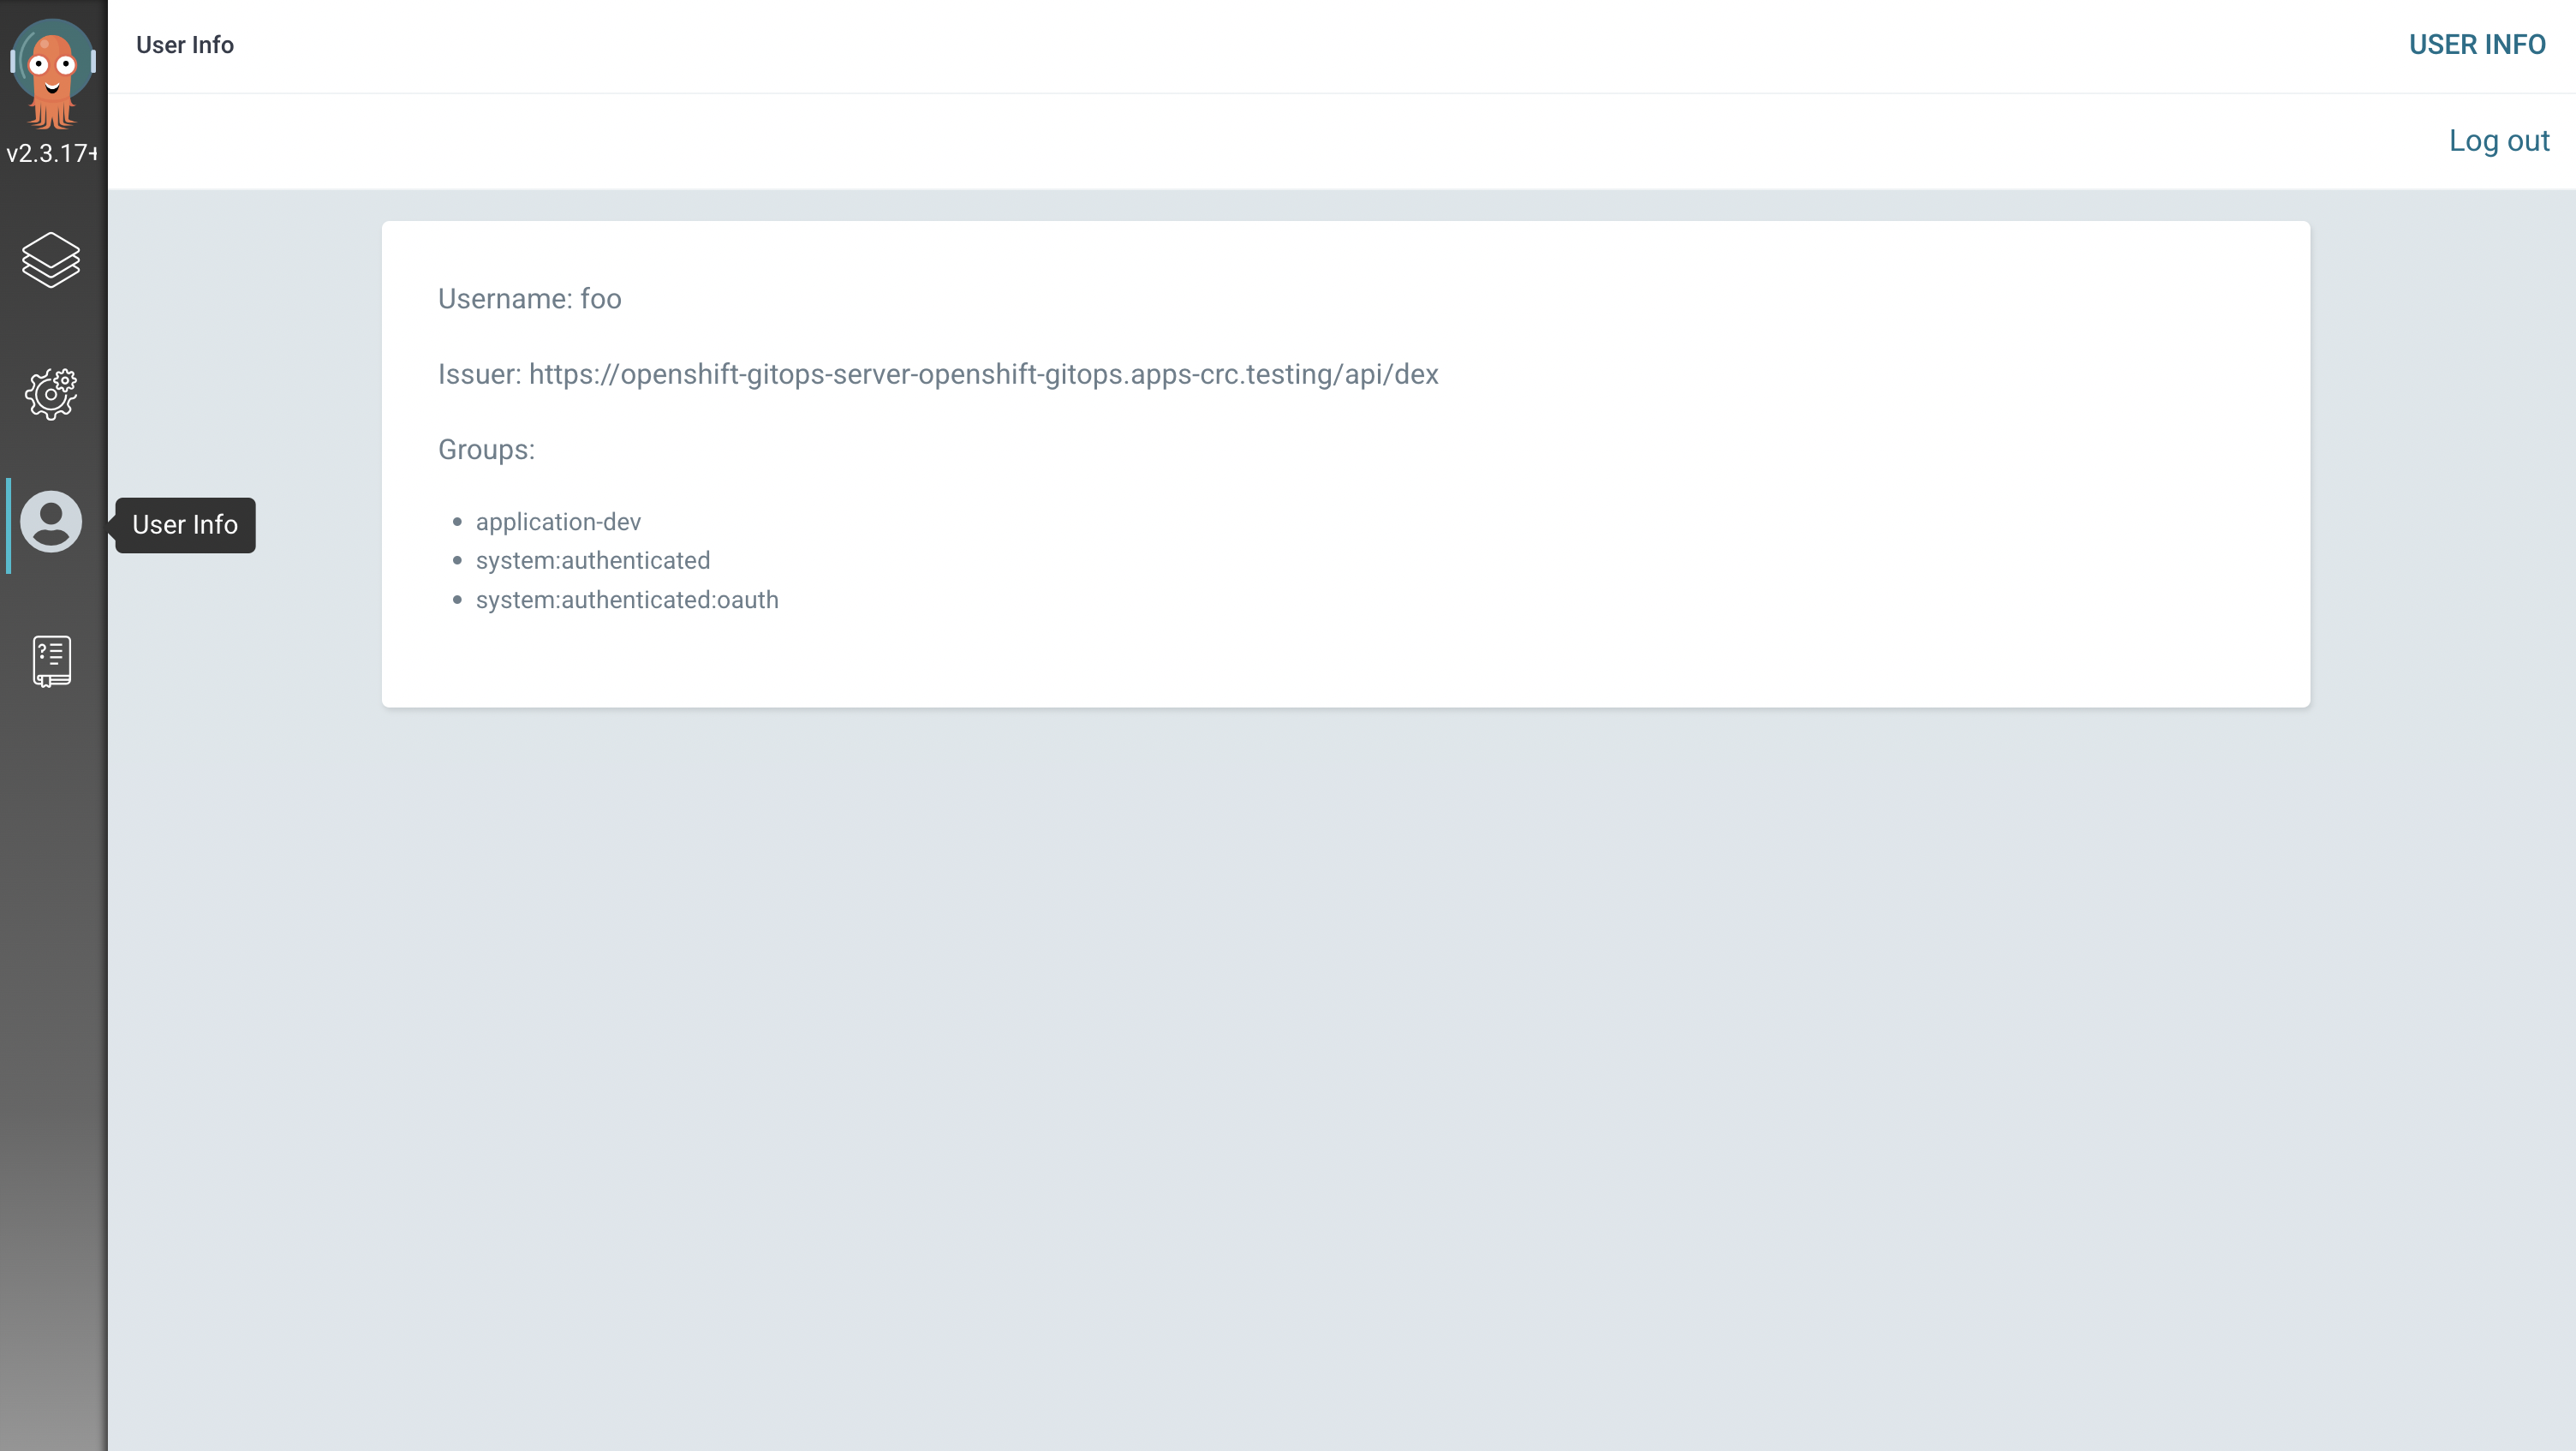 User Info
USER INFO
v2.3.17+
Log out
Username: foo
Issuer: https://openshift-gitops-server-openshift-gitops.apps-crc.testing/api/dex
Groups:
User Info
application-dev
system:authenticated
system:authenticated:oauth